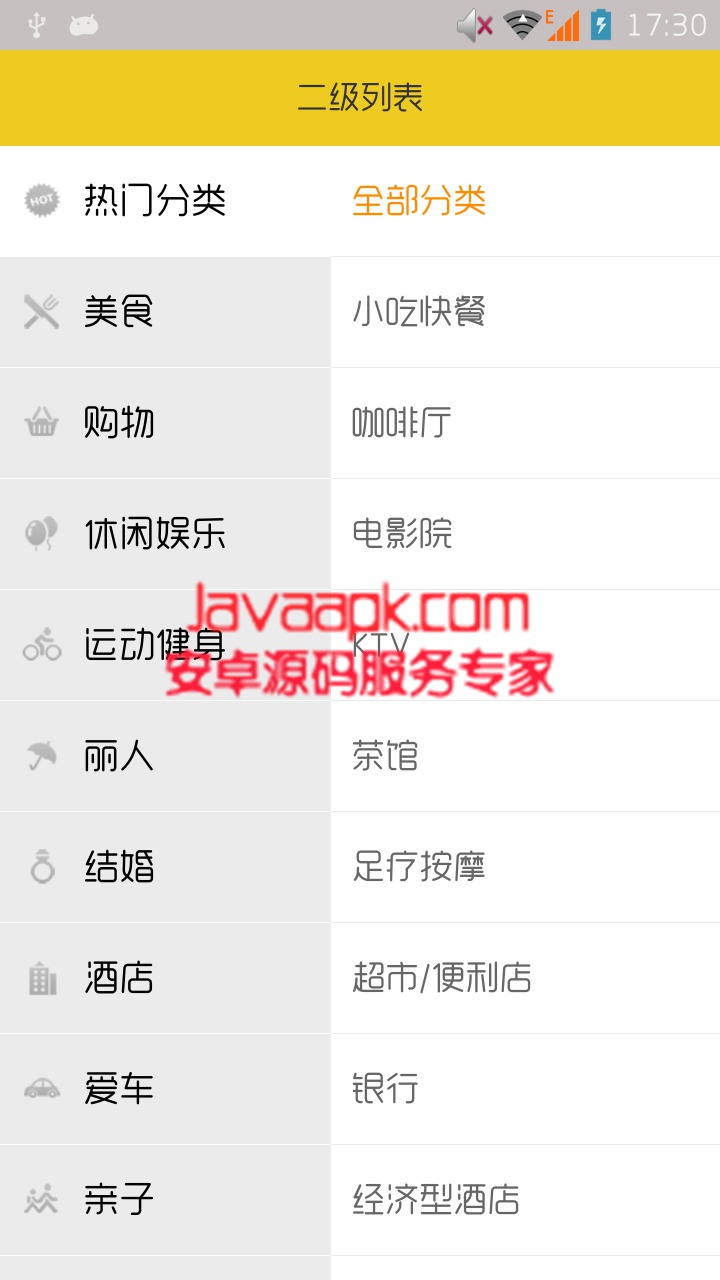 E 17:30
二级列表
HOT 热门分类 全部分类
美食 小吃快餐
购物 咖啡厅
休闲娱乐 电影院
Javaapk.com
运动健身 KTV
安卓源码服务专家
丽人 茶馆
结婚 足疗按摩
酒店 超市/便利店
爱车 银行
亲子 经济型酒店